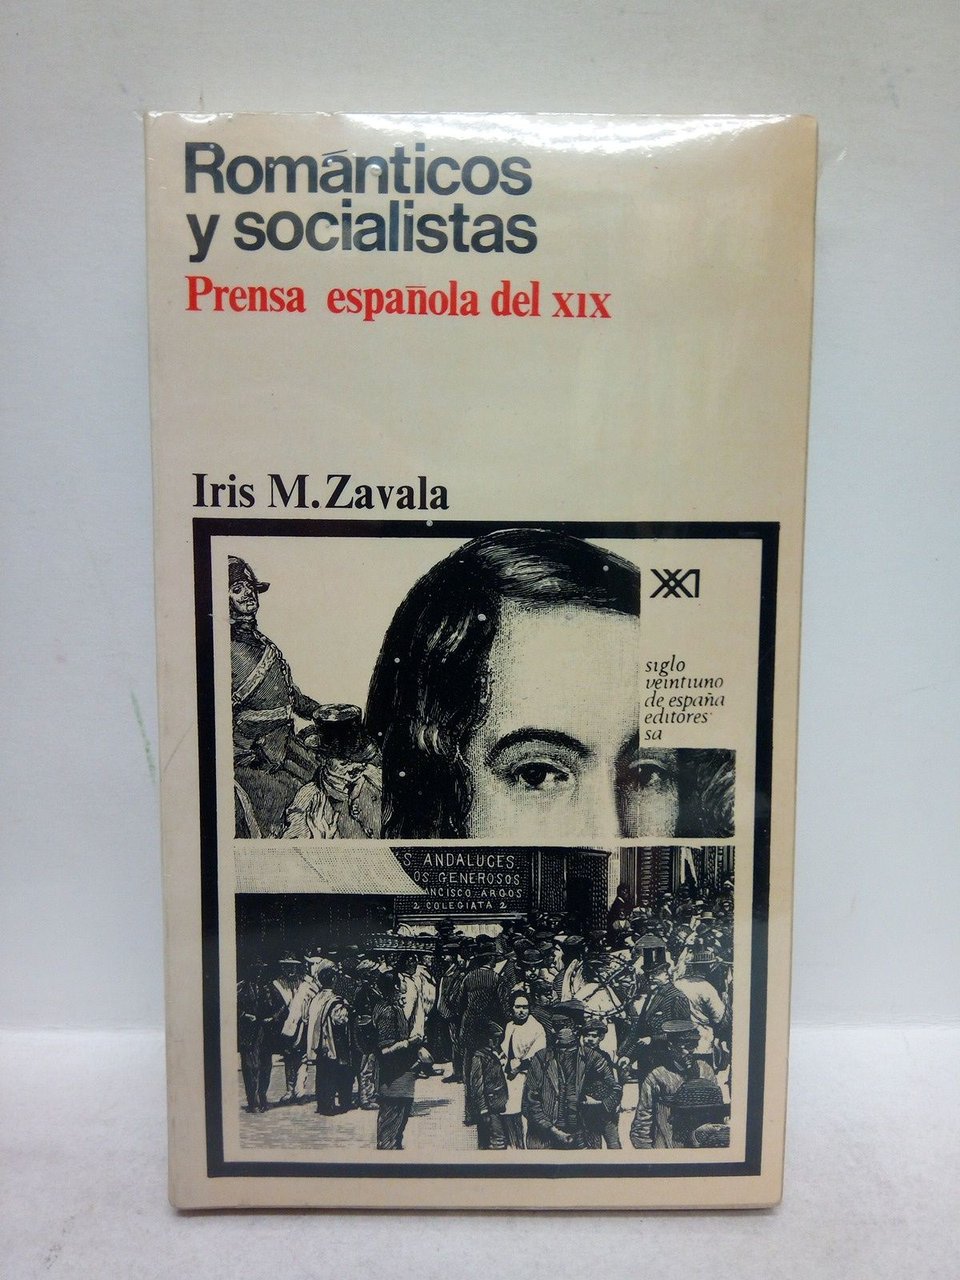 Románticos
y socialistas
Prensa española del XIX
Iris M. Zavala
XXI
siglo
veintiuno
de españa
editores
sa
S ANDALUCES
OS GENEROSOS
NCISCO ARGOS
2 COLEGIATA 2